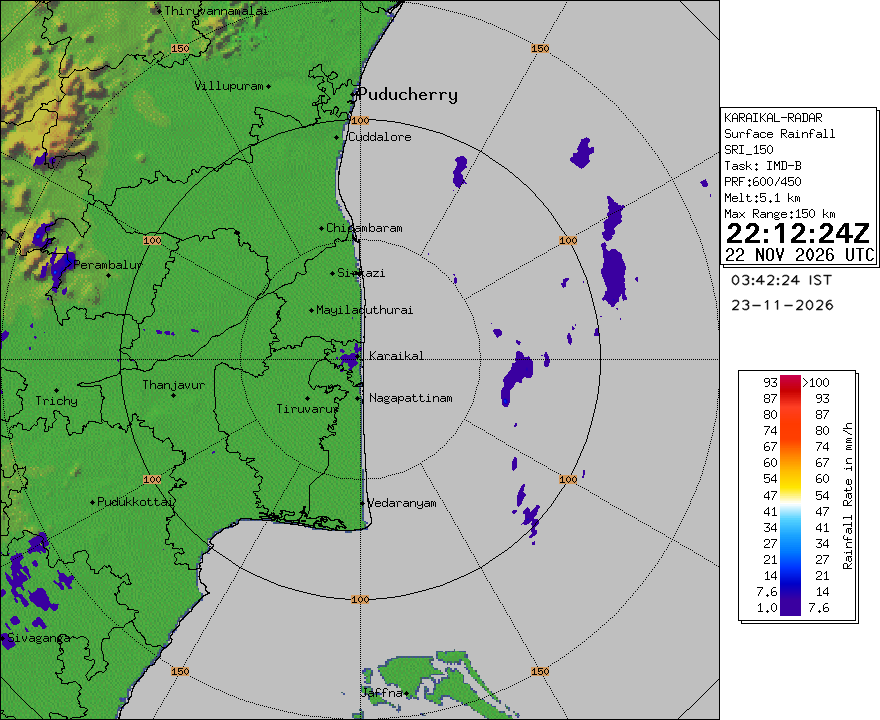 Thiruvannamalai
150
150
Villupuram
Puducherry
100
Cuddalore
Chidambaram
100
100
Perambalur
Sirkazi
Mayiladuthurai
Karaikal
Thanjavur
Trichy
Tiruvarur
Nagapattinam
100
100
Pudukkottai
Vedaranyam
100
Sivaganga
150
150
Jaffna
KARAIKAL-RADAR
Surface Rainfall
SRI_150
Task: IMD-B
PRF:600/450
Melt:5.1 km
Max Range:150 km
22:12:24Z
22 NOV 2026 UTC
03:42:24 IST
23-11-2026
93 >100
87 93
80 87
74 80
67 74
60 67
54 60
47 54
41 47
34 41
27 34
21 27
14 21
7.6 14
1.0 7.6
Rainfall Rate in mm/h